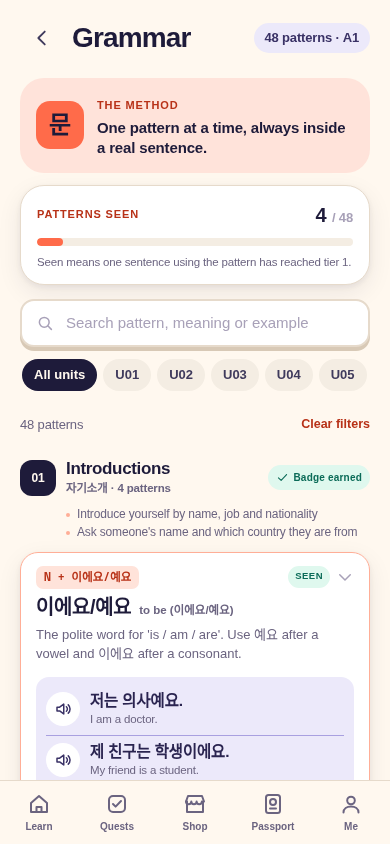 Grammar
48 patterns · A1
문
THE METHOD
One pattern at a time, always inside
a real sentence.
PATTERNS SEEN
4 / 48
Seen means one sentence using the pattern has reached tier 1.
Search pattern, meaning or example
All units
U01
U02
U03
U04
U05
48 patterns
Clear filters
01
Introductions
자기소개 · 4 patterns
Badge earned
Introduce yourself by name, job and nationality
Ask someone's name and which country they are from
N + 이에요/예요
SEEN
이에요/예요 to be (이에요/예요)
The polite word for 'is / am / are'. Use 예요 after a
vowel and 이에요 after a consonant.
저는 의사예요.
I am a doctor.
제 친구는 학생이에요.
My friend is a student.
Learn
Quests
Shop
Passport
Me